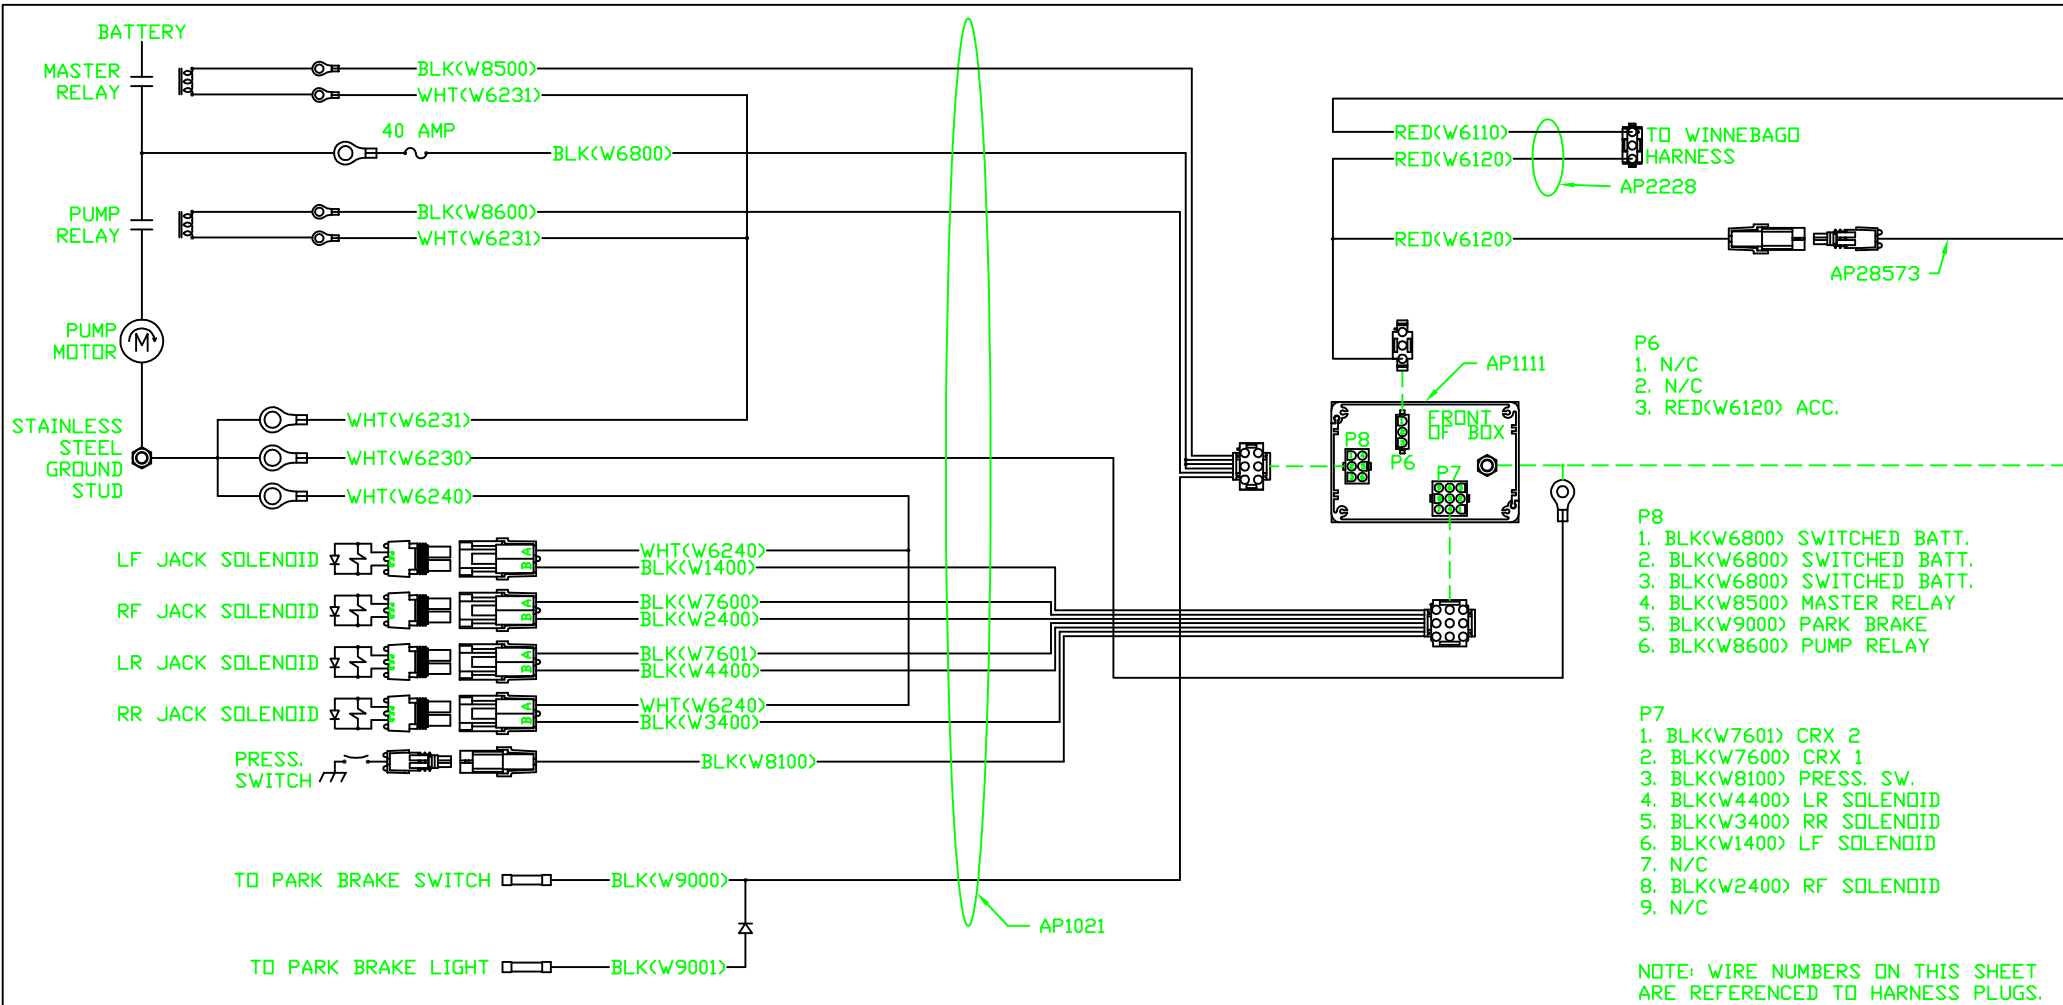 BATTERY
MASTER
RELAY
BLK(W8500)
WHT(W6231)
40 AMP
BLK(W6800)
PUMP
RELAY
BLK(W8600)
WHT(W6231)
PUMP
MOTOR
M
STAINLESS
STEEL
GROUND
STUD
WHT(W6231)
WHT(W6230)
WHT(W6240)
LF JACK SOLENOID
A
B
WHT(W6240)
BLK(W1400)
RF JACK SOLENOID
A
B
BLK(W7600)
BLK(W2400)
LR JACK SOLENOID
A
B
BLK(W7601)
BLK(W4400)
RR JACK SOLENOID
A
B
WHT(W6240)
BLK(W3400)
PRESS.
SWITCH
BLK(W8100)
TO PARK BRAKE SWITCH
BLK(W9000)
TO PARK BRAKE LIGHT
BLK(W9001)
AP1021
RED(W6110)
RED(W6120)
TO WINNEBAGO
HARNESS
AP2228
RED(W6120)
AP28573
AP1111
FRONT
OF BOX
P8
P6
P7
P6
1. N/C
2. N/C
3. RED(W6120) ACC.
P8
1. BLK(W6800) SWITCHED BATT.
2. BLK(W6800) SWITCHED BATT.
3. BLK(W6800) SWITCHED BATT.
4. BLK(W8500) MASTER RELAY
5. BLK(W9000) PARK BRAKE
6. BLK(W8600) PUMP RELAY
P7
1. BLK(W7601) CRX 2
2. BLK(W7600) CRX 1
3. BLK(W8100) PRESS. SW.
4. BLK(W4400) LR SOLENOID
5. BLK(W3400) RR SOLENOID
6. BLK(W1400) LF SOLENOID
7. N/C
8. BLK(W2400) RF SOLENOID
9. N/C
NOTE: WIRE NUMBERS ON THIS SHEET
ARE REFERENCED TO HARNESS PLUGS.